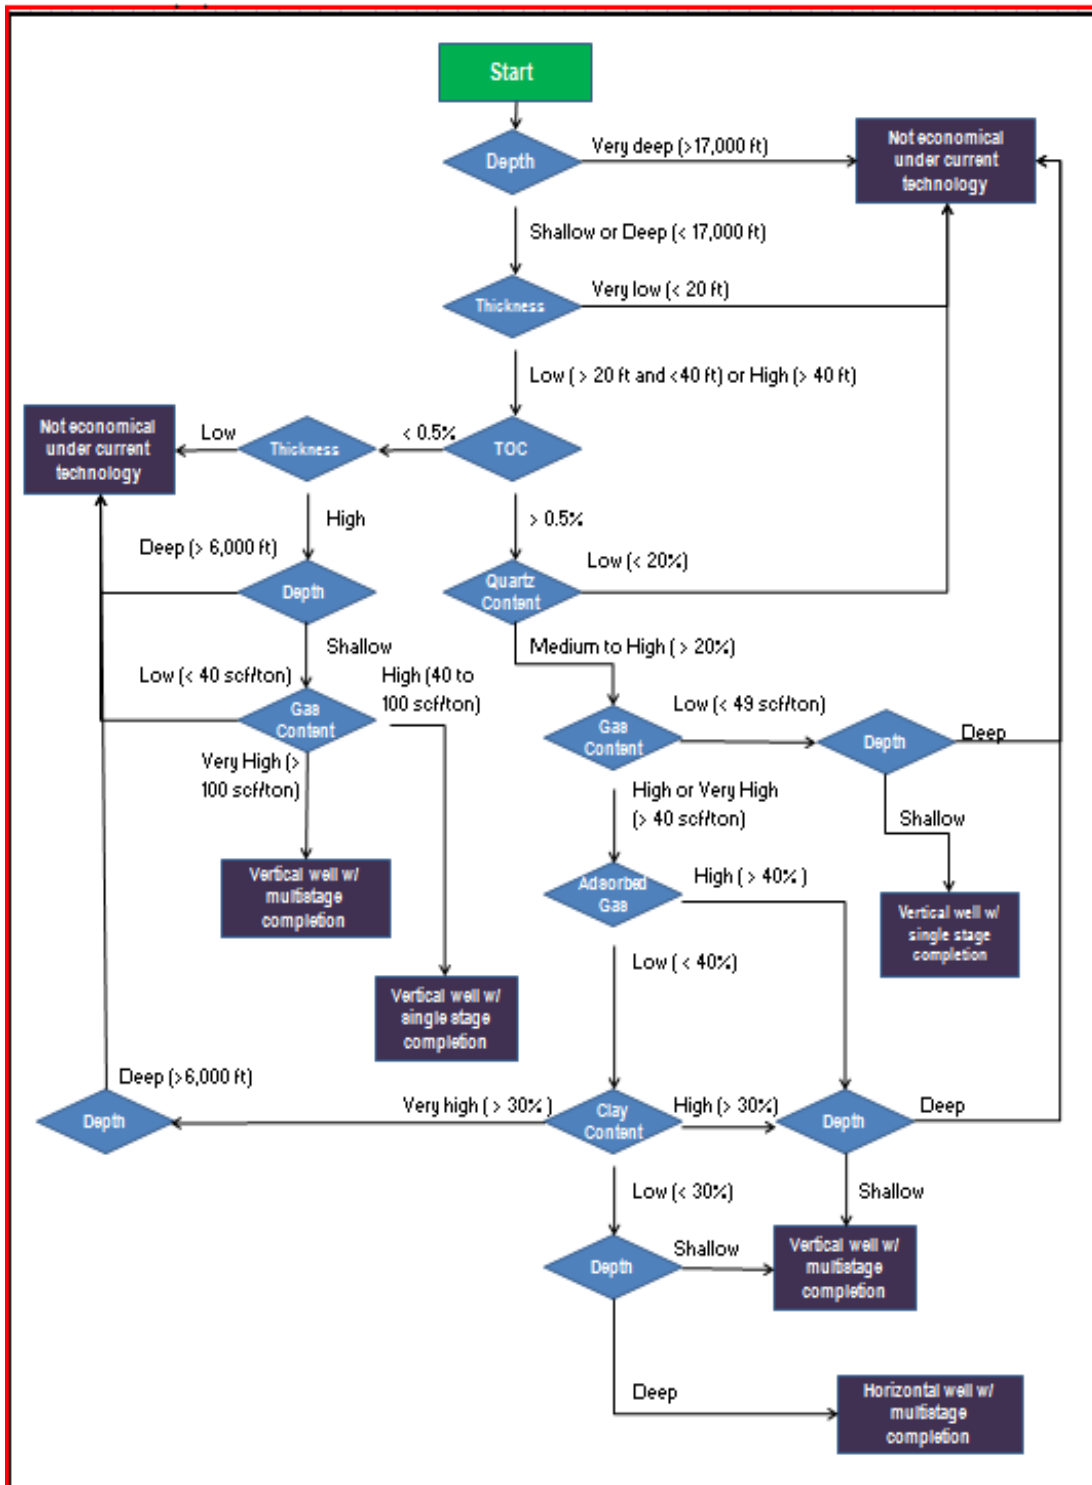 Start
Depth
Very deep (>17,000 ft)
Not economical
under current
technology
Shallow or Deep (< 17,000 ft)
Thickness
Very low (< 20 ft)
Low ( > 20 ft and <40 ft) or High (> 40 ft)
Not economical
under current
technology
Low
Thickness
< 0.5%
TOC
High
> 0.5%
Deep (> 6,000 ft)
Depth
Quartz
Content
Low (< 20%)
Shallow
Medium to High ( > 20%)
Low (< 40 scf/ton)
High (40 to
100 scf/ton)
Gas
Content
Very High (>
100 scf/ton)
Gas
Content
Low (< 49 scf/ton)
Depth
Deep
High or Very High
(> 40 scf/ton)
Shallow
Vertical well w/
multistage
completion
Adsorbed
Gas
High ( > 40% )
Vertical well w/
single stage
completion
Low ( < 40%)
Vertical well w/
single stage
completion
Deep (>6,000 ft)
Depth
Very high ( > 30% )
Clay
Content
High (> 30%)
Depth
Deep
Low (< 30%)
Shallow
Depth
Shallow
Vertical well w/
multistage
completion
Deep
Horizontal well w/
multistage
completion